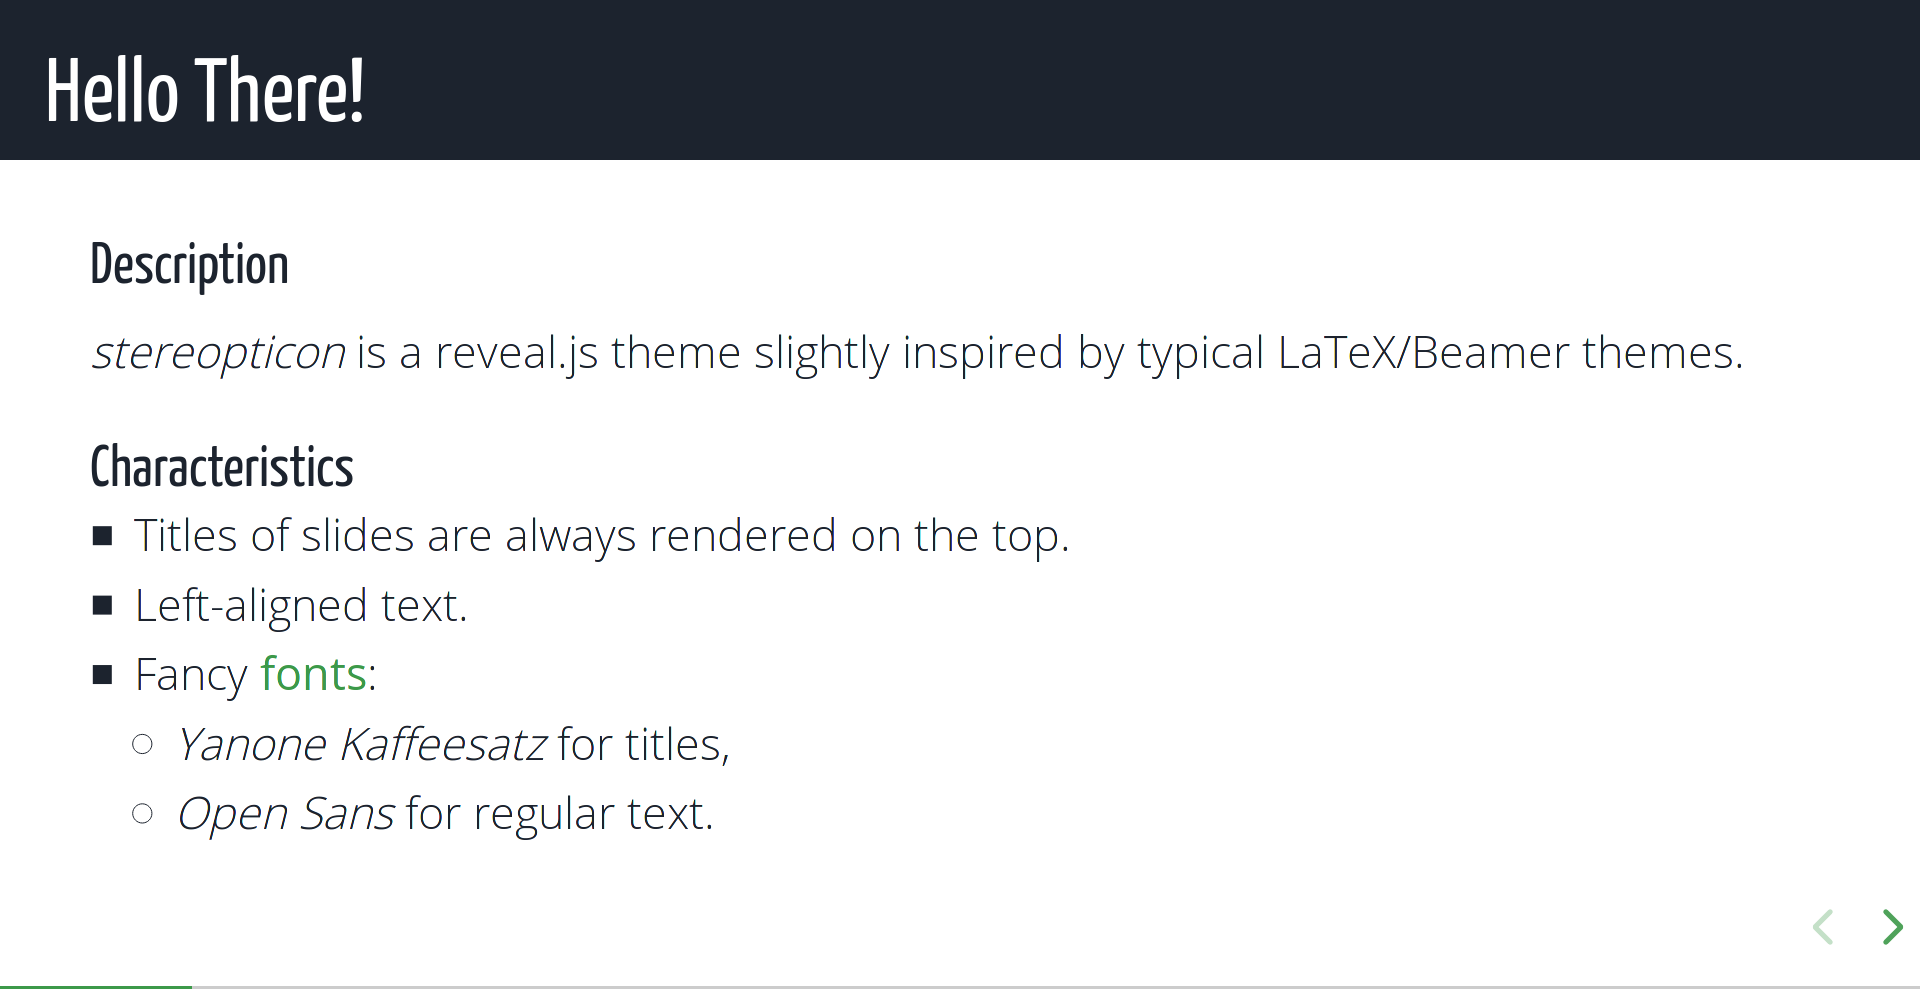 Hello There!
Description
stereopticon is a reveal.js theme slightly inspired by typical LaTeX/Beamer themes.
Characteristics
Titles of slides are always rendered on the top.
Left-aligned text.
Fancy fonts:
Yanone Kaffeesatz for titles,
Open Sans for regular text.